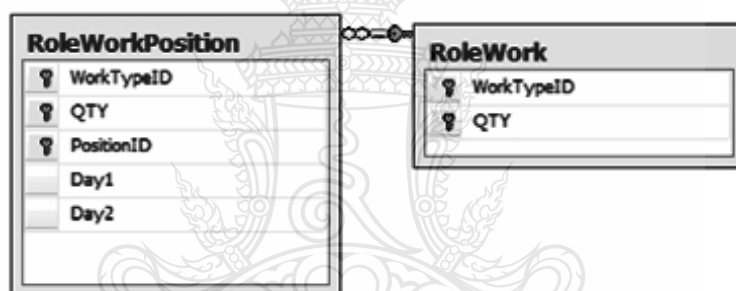 RoleWorkPosition
WorkTypeID
QTY
PositionID
Day1
Day2
RoleWork
WorkTypeID
QTY